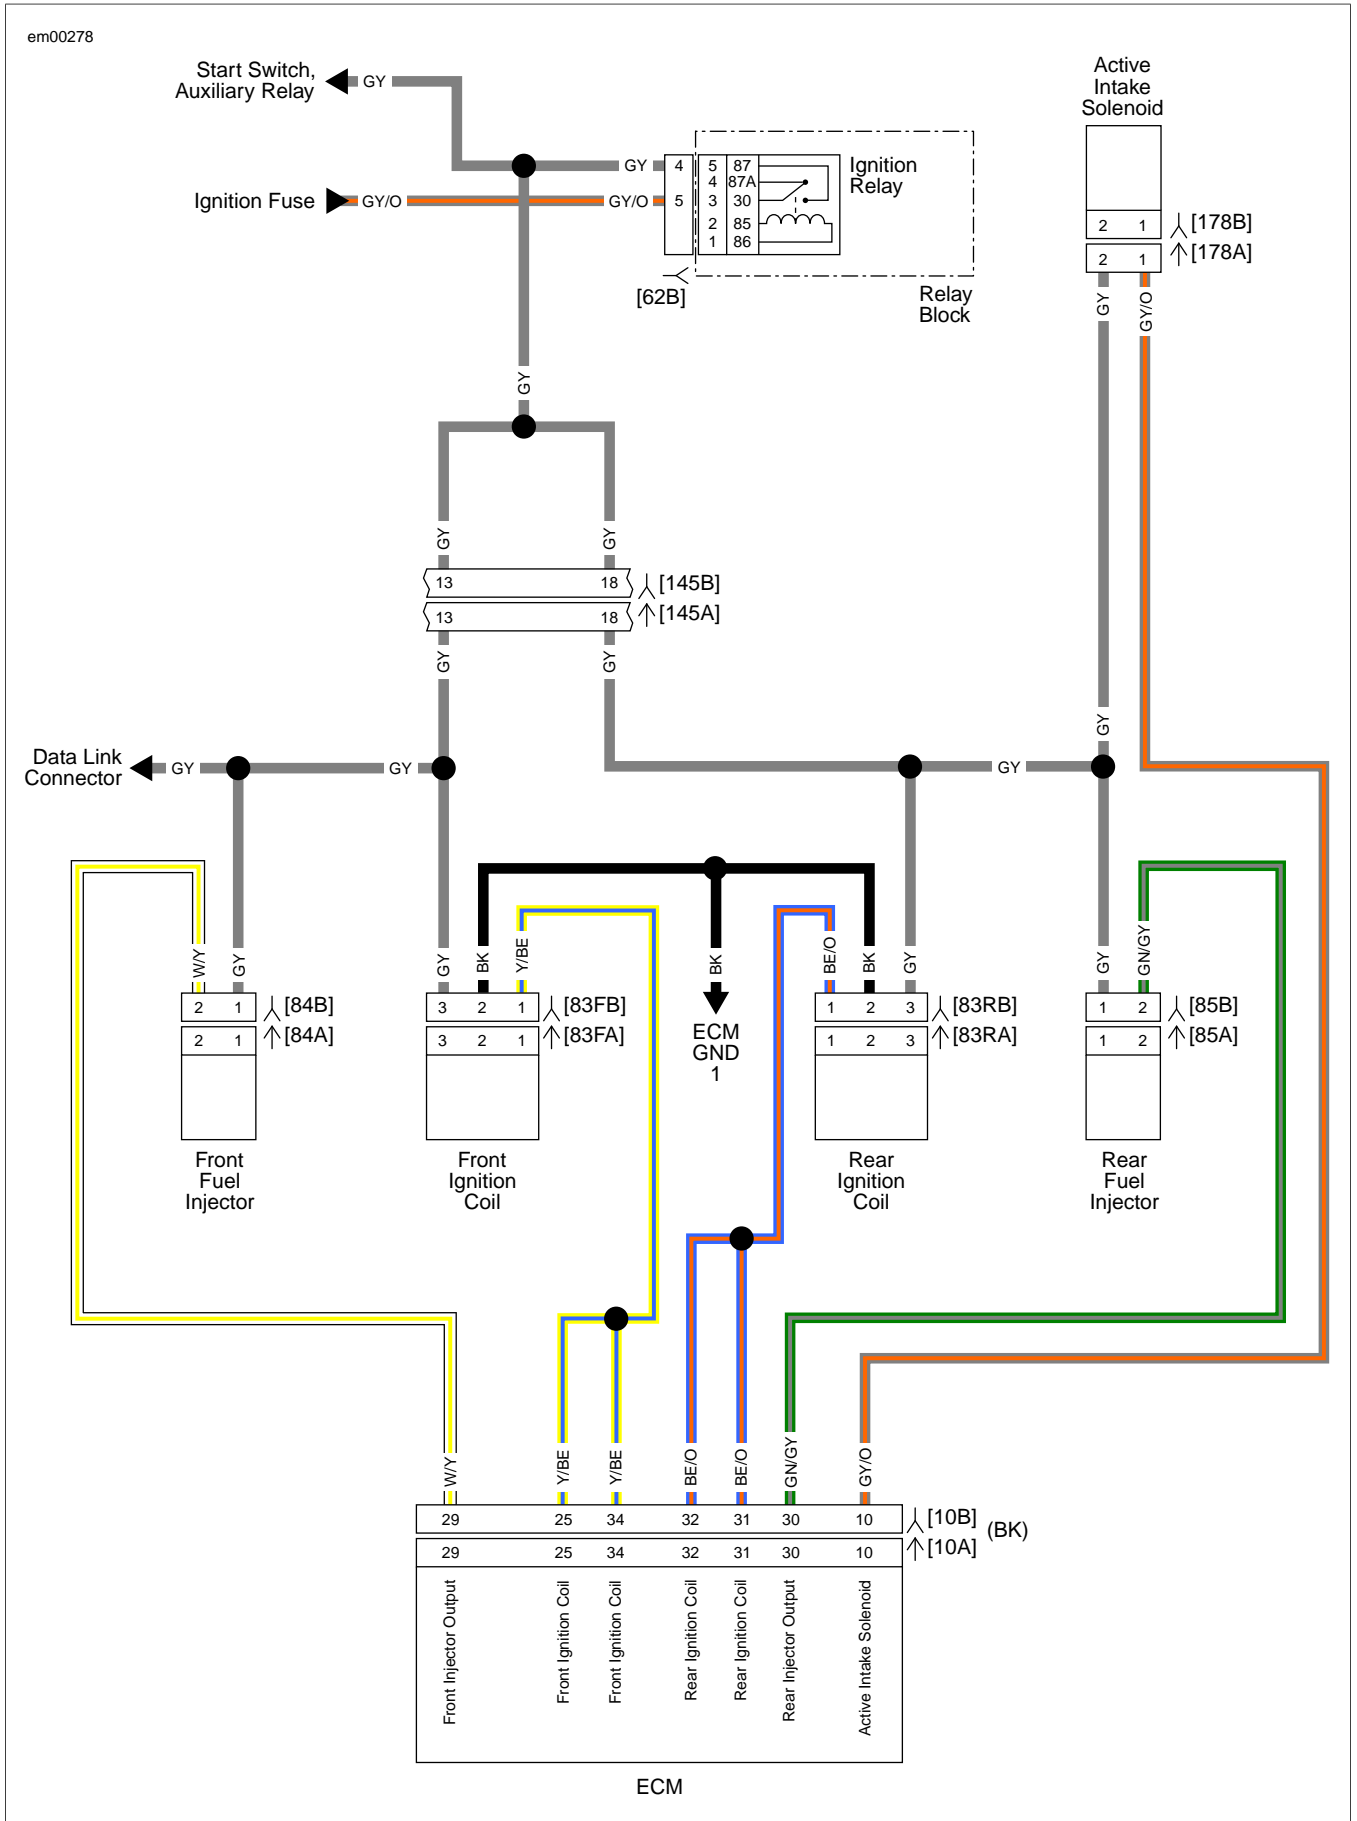 em00278
Start Switch,
Auxiliary Relay
GY
Active
Intake
Solenoid
GY 4 5 87
4 87A
Ignition
Relay
Ignition Fuse
GY/O GY/O 5 3 30
2 85
1 86
[62B]
Relay
Block
2 1 [178B]
2 1 [178A]
GY GY/O
GY
GY GY
13 18 [145B]
13 18 [145A]
GY GY
GY
Data Link
Connector
GY GY GY
W/Y GY GY BK Y/BE BK BE/O BK GY GY GN/GY
2 1 [84B] 3 2 1 [83FB] 1 2 3 [83RB] 1 2 [85B]
2 1 [84A] 3 2 1 [83FA] 1 2 3 [83RA] 1 2 [85A]
ECM
GND
1
Front
Fuel
Injector
Front
Ignition
Coil
Rear
Ignition
Coil
Rear
Fuel
Injector
W/Y Y/BE Y/BE BE/O BE/O GN/GY GY/O
29 25 34 32 31 30 10 [10B]
(BK)
29 25 34 32 31 30 10 [10A]
Front Injector Output
Front Ignition Coil
Front Ignition Coil
Rear Ignition Coil
Rear Ignition Coil
Rear Injector Output
Active Intake Solenoid
ECM